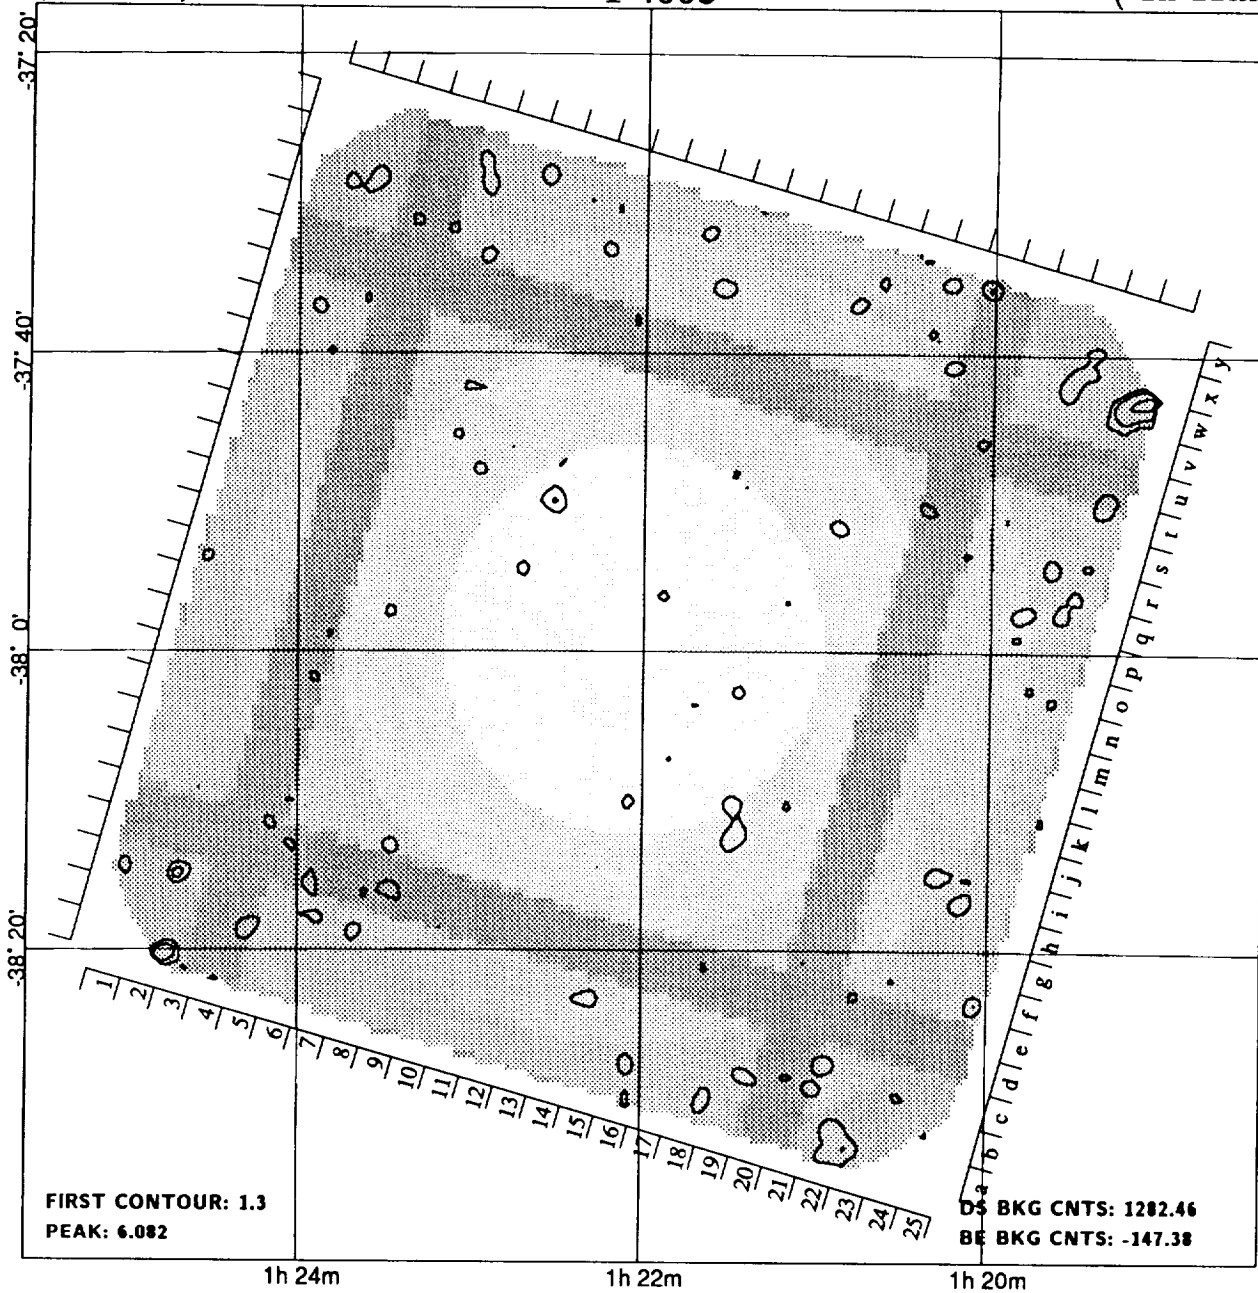 -37° 20'
-37° 40'
-38° 0'
-38° 20'
1 2 3 4 5 6 7 8 9 10 11 12 13 14 15 16 17 18 19 20 21 22 23 24 25
a b c d e f g h i j k l m n o p q r s t u v w x y
FIRST CONTOUR: 1.3
PEAK: 6.082
DS BKG CNTS: 1282.46
BE BKG CNTS: -147.38
1h 24m
1h 22m
1h 20m